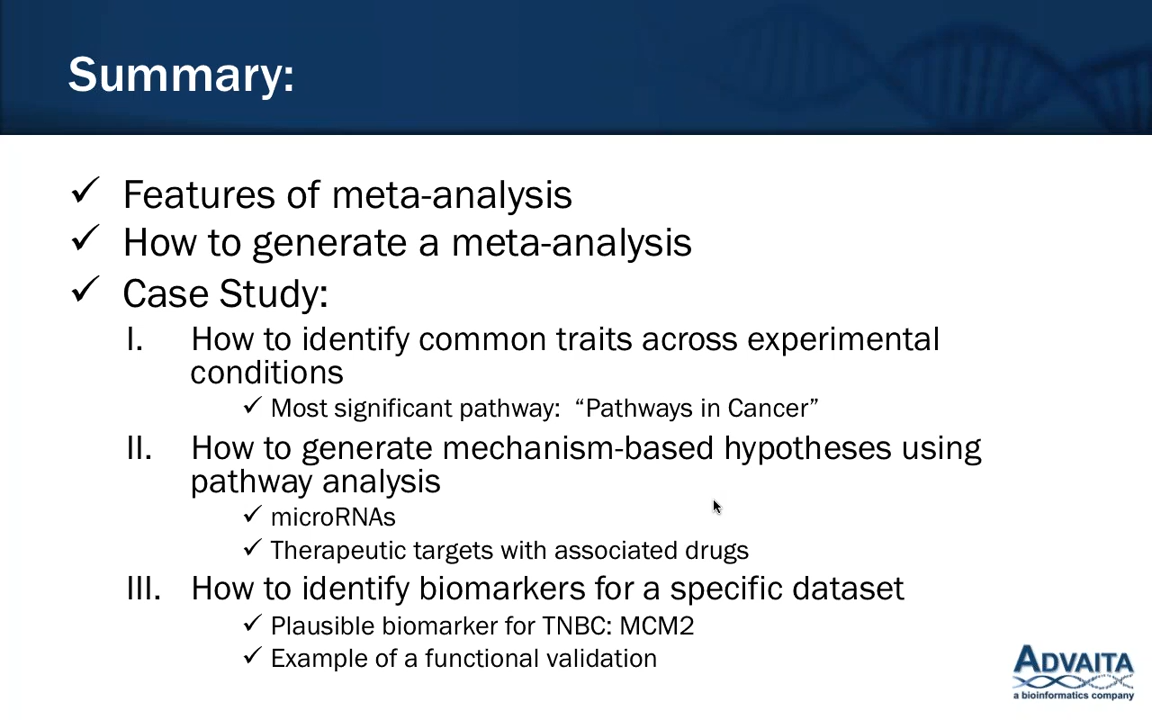 Summary:
✓ Features of meta-analysis
✓ How to generate a meta-analysis
✓ Case Study:
I. How to identify common traits across experimental
conditions
✓ Most significant pathway: “Pathways in Cancer”
II. How to generate mechanism-based hypotheses using
pathway analysis
✓ microRNAs
✓ Therapeutic targets with associated drugs
III. How to identify biomarkers for a specific dataset
✓ Plausible biomarker for TNBC: MCM2
✓ Example of a functional validation
ADVAITA
a bioinformatics company